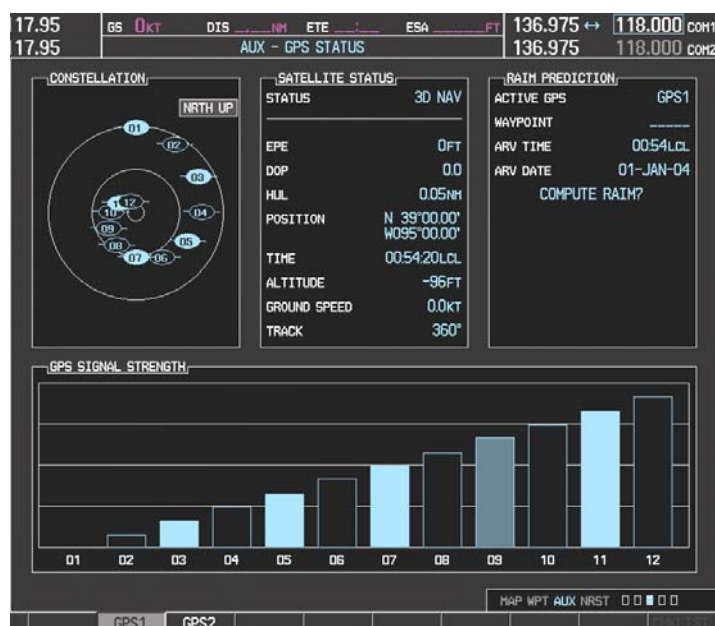 17.95 GS 0KT DIS __.__NM ETE __:__ ESA ______FT 136.975 ↔ 118.000 COM1
17.95 AUX - GPS STATUS 136.975 118.000 COM2
CONSTELLATION
NRTH UP
01
02
03
12
10 04
09
08 05
07 06
SATELLITE STATUS
STATUS 3D NAV
EPE 0FT
DOP 0.0
HUL 0.05NM
POSITION N 39°00.00'
W095°00.00'
TIME 00:54:20LCL
ALTITUDE -96FT
GROUND SPEED 0.0KT
TRACK 360°
RAIM PREDICTION
ACTIVE GPS GPS1
WAYPOINT _____
ARV TIME 00:54LCL
ARV DATE 01-JAN-04
COMPUTE RAIM?
GPS SIGNAL STRENGTH
01 02 03 04 05 06 07 08 09 10 11 12
MAP WPT AUX NRST
GPS1 GPS2